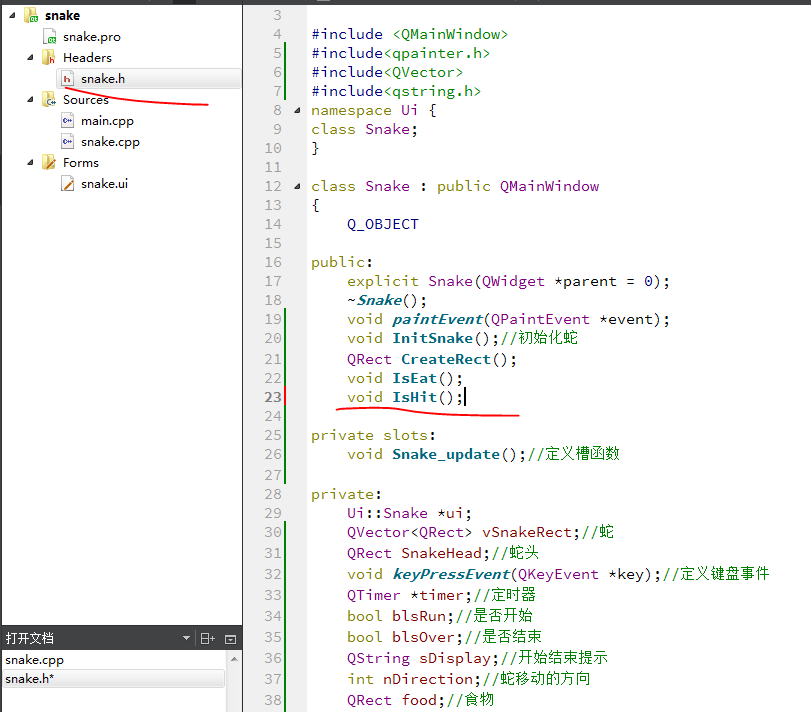 snake
snake.pro
Headers
snake.h
Sources
main.cpp
snake.cpp
Forms
snake.ui
打开文档
snake.cpp
snake.h*
3
4 #include <QMainWindow>
5 #include<qpainter.h>
6 #include<QVector>
7 #include<qstring.h>
8 namespace Ui {
9 class Snake;
10 }
11
12 class Snake : public QMainWindow
13 {
14 Q_OBJECT
15
16 public:
17 explicit Snake(QWidget *parent = 0);
18 ~Snake();
19 void paintEvent(QPaintEvent *event);
20 void InitSnake();//初始化蛇
21 QRect CreateRect();
22 void IsEat();
23 void IsHit();
24
25 private slots:
26 void Snake_update();//定义槽函数
27
28 private:
29 Ui::Snake *ui;
30 QVector<QRect> vSnakeRect;//蛇
31 QRect SnakeHead;//蛇头
32 void keyPressEvent(QKeyEvent *key);//定义键盘事件
33 QTimer *timer;//定时器
34 bool blsRun;//是否开始
35 bool blsOver;//是否结束
36 QString sDisplay;//开始结束提示
37 int nDirection;//蛇移动的方向
38 QRect food;//食物